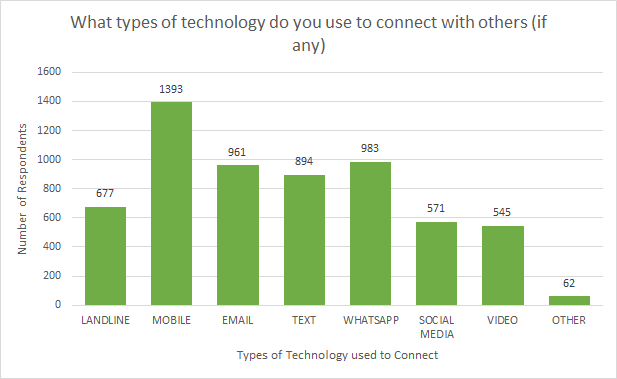 What types of technology do you use to connect with others (if
any)
Number of Respondents
1600
1400
1200
1000
800
600
400
200
0
677
1393
961
894
983
571
545
62
LANDLINE
MOBILE
EMAIL
TEXT
WHATSAPP
SOCIAL
MEDIA
VIDEO
OTHER
Types of Technology used to Connect